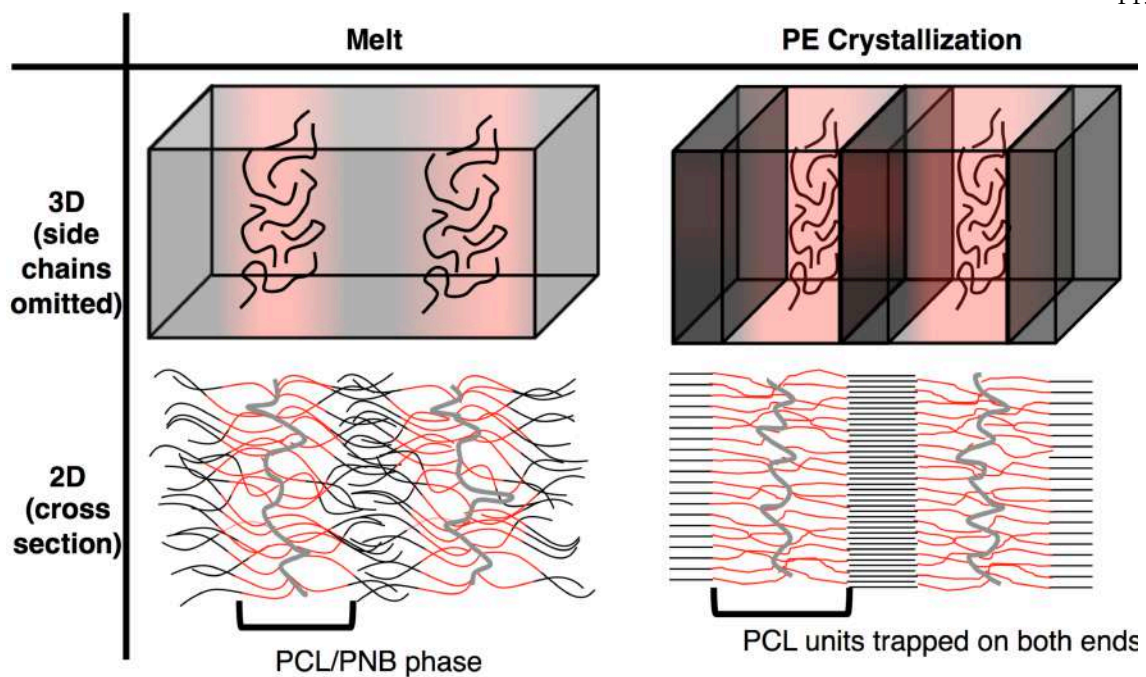 Melt
PE Crystallization
3D
(side
chains
omitted)
2D
(cross
section)
PCL/PNB phase
PCL units trapped on both ends